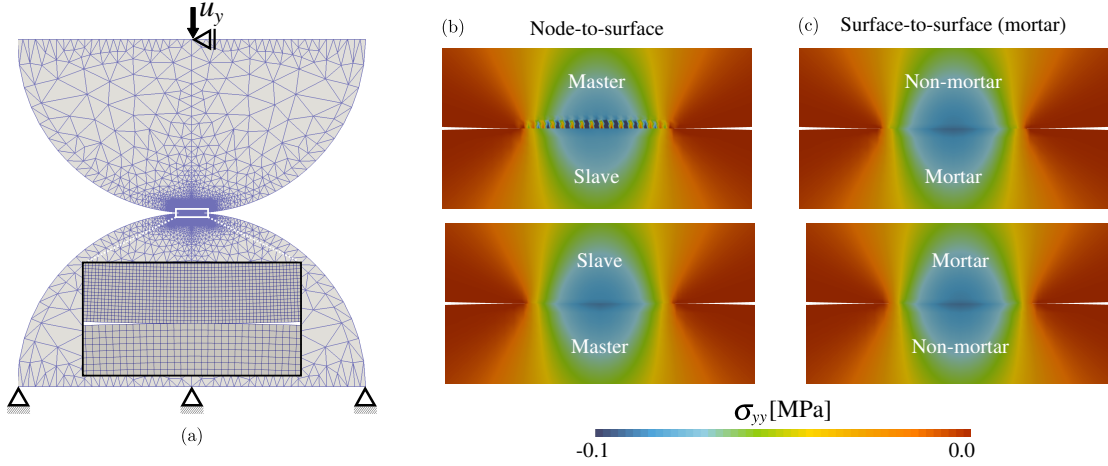 u_y
(a)
(b)
Node-to-surface
Master
Slave
Slave
Master
(c)
Surface-to-surface (mortar)
Non-mortar
Mortar
Mortar
Non-mortar
σ_yy [MPa]
-0.1
0.0